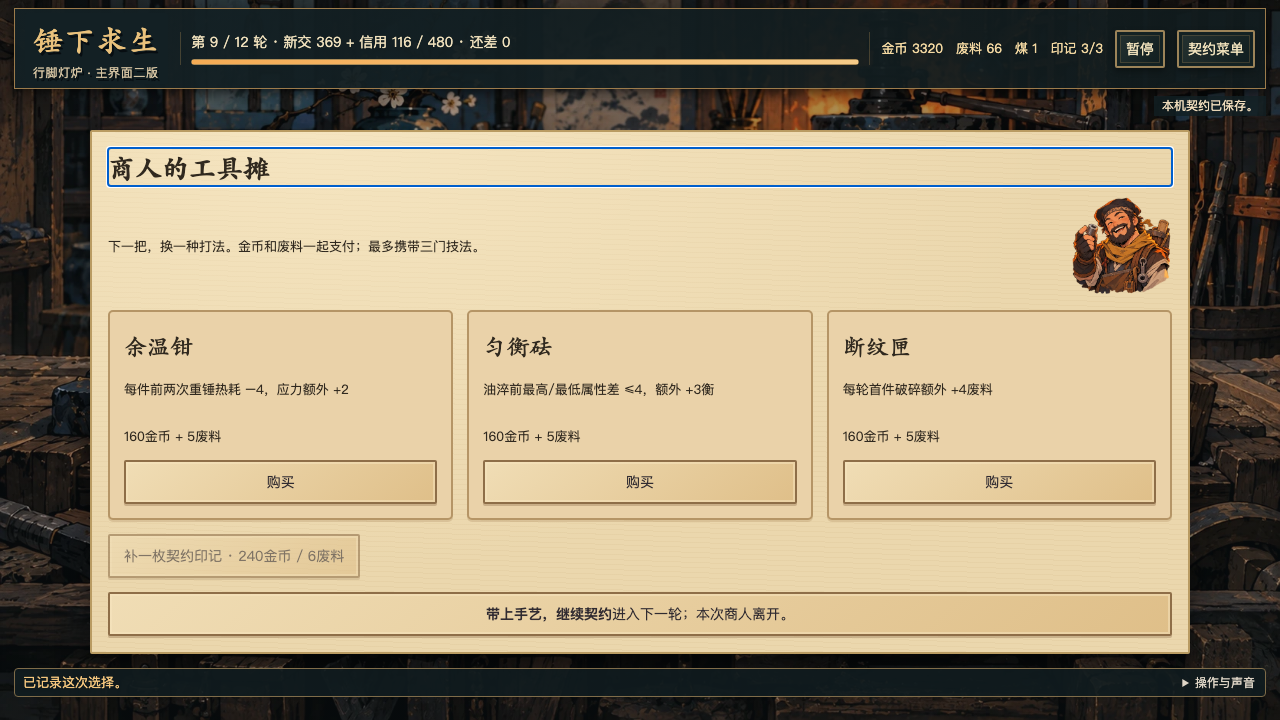 锤下求生
行脚灯炉 · 主界面二版
第 9 / 12 轮 · 新交 369 + 信用 116 / 480 · 还差 0
金币 3320 废料 66 煤 1 印记 3/3
暂停
契约菜单
本机契约已保存。
商人的工具摊
下一把，换一种打法。金币和废料一起支付；最多携带三门技法。
余温钳
每件前两次重锤热耗 −4，应力额外 +2
160金币 + 5废料
购买
匀衡砝
油淬前最高/最低属性差 ≤4，额外 +3衡
160金币 + 5废料
购买
断纹匣
每轮首件破碎额外 +4废料
160金币 + 5废料
购买
补一枚契约印记 · 240金币 / 6废料
带上手艺，继续契约进入下一轮；本次商人离开。
已记录这次选择。
▶ 操作与声音